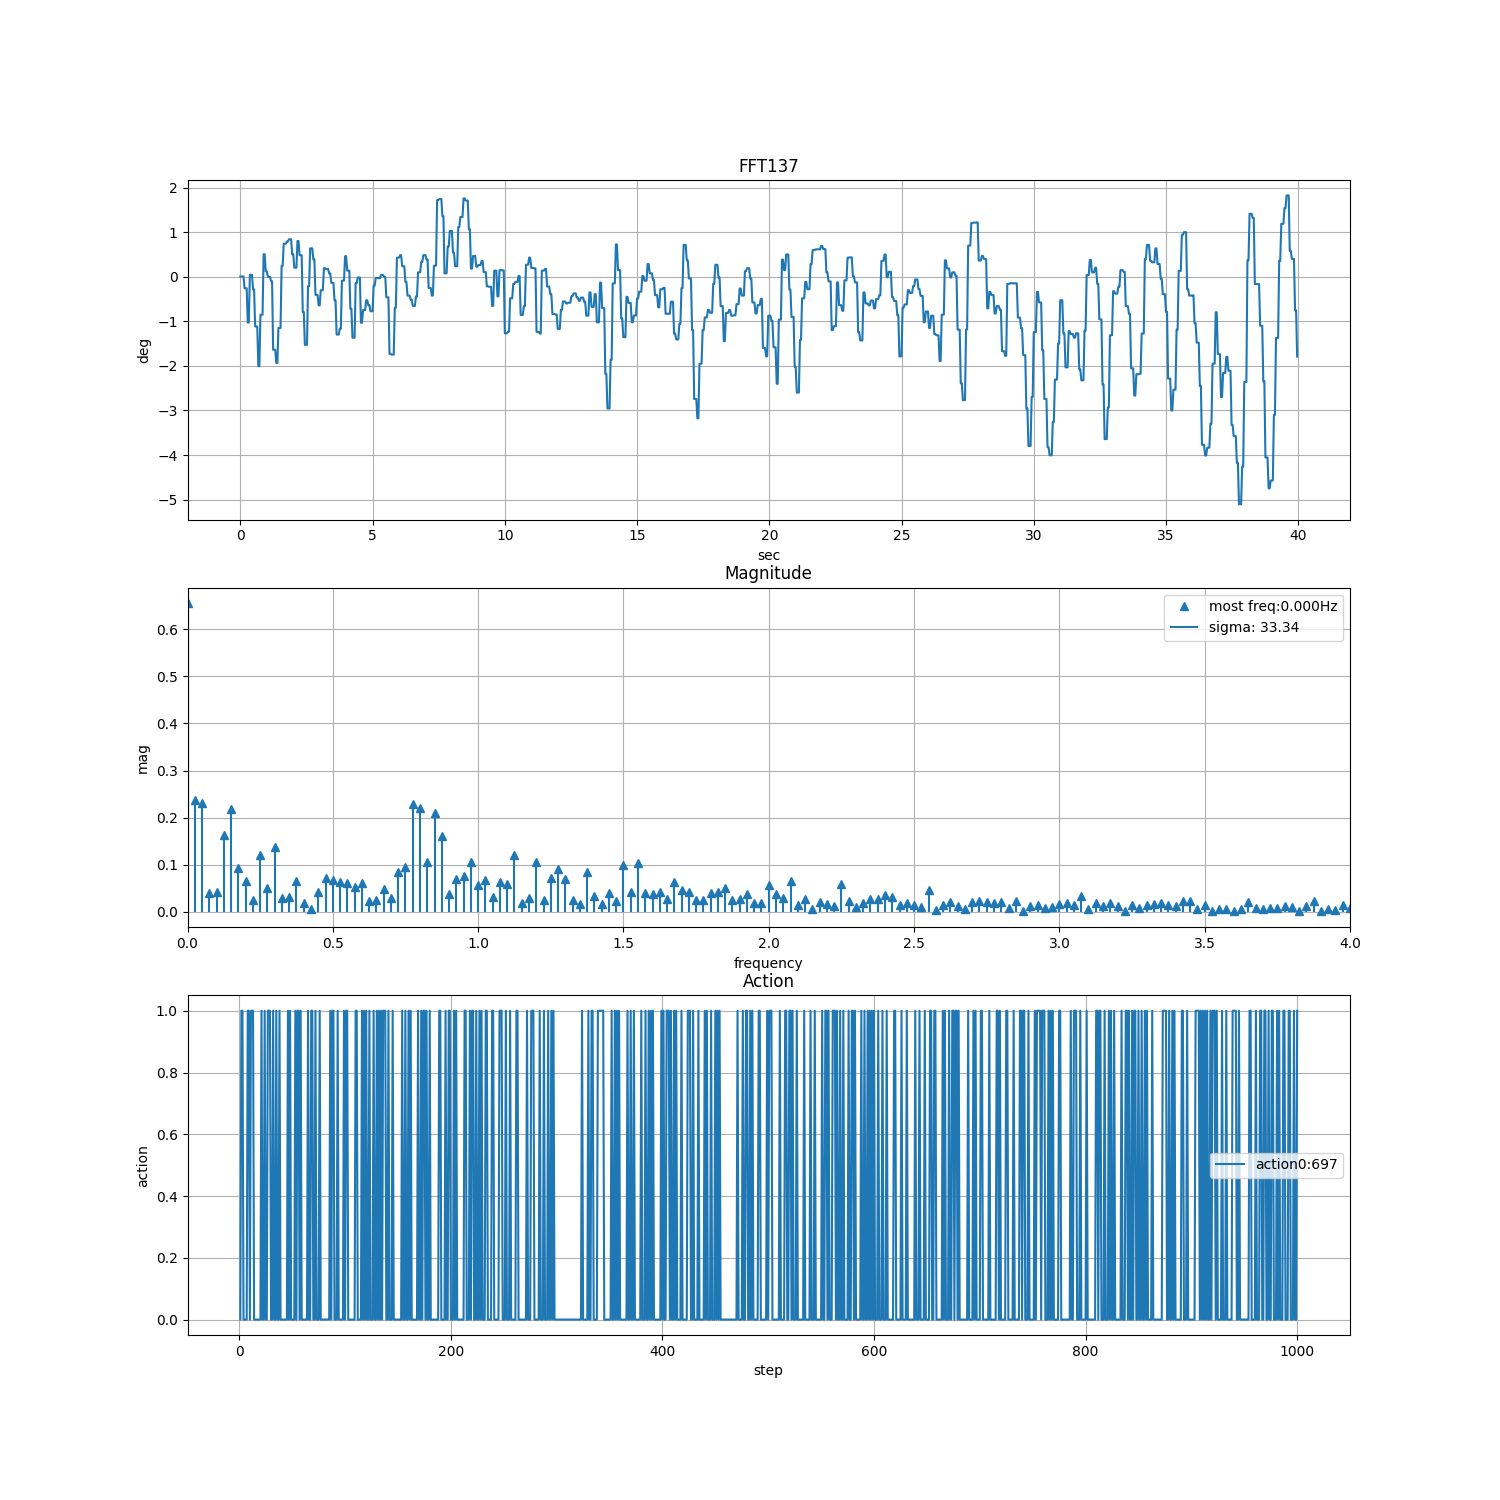 FFT137
2
1
0
−1
−2
−3
−4
−5
deg
0 5 10 15 20 25 30 35 40
sec
Magnitude
most freq:0.000Hz
sigma: 33.34
0.6
0.5
0.4
0.3
0.2
0.1
0.0
mag
0.0 0.5 1.0 1.5 2.0 2.5 3.0 3.5 4.0
frequency
Action
1.0
0.8
0.6
0.4
0.2
0.0
action
action0:697
0 200 400 600 800 1000
step